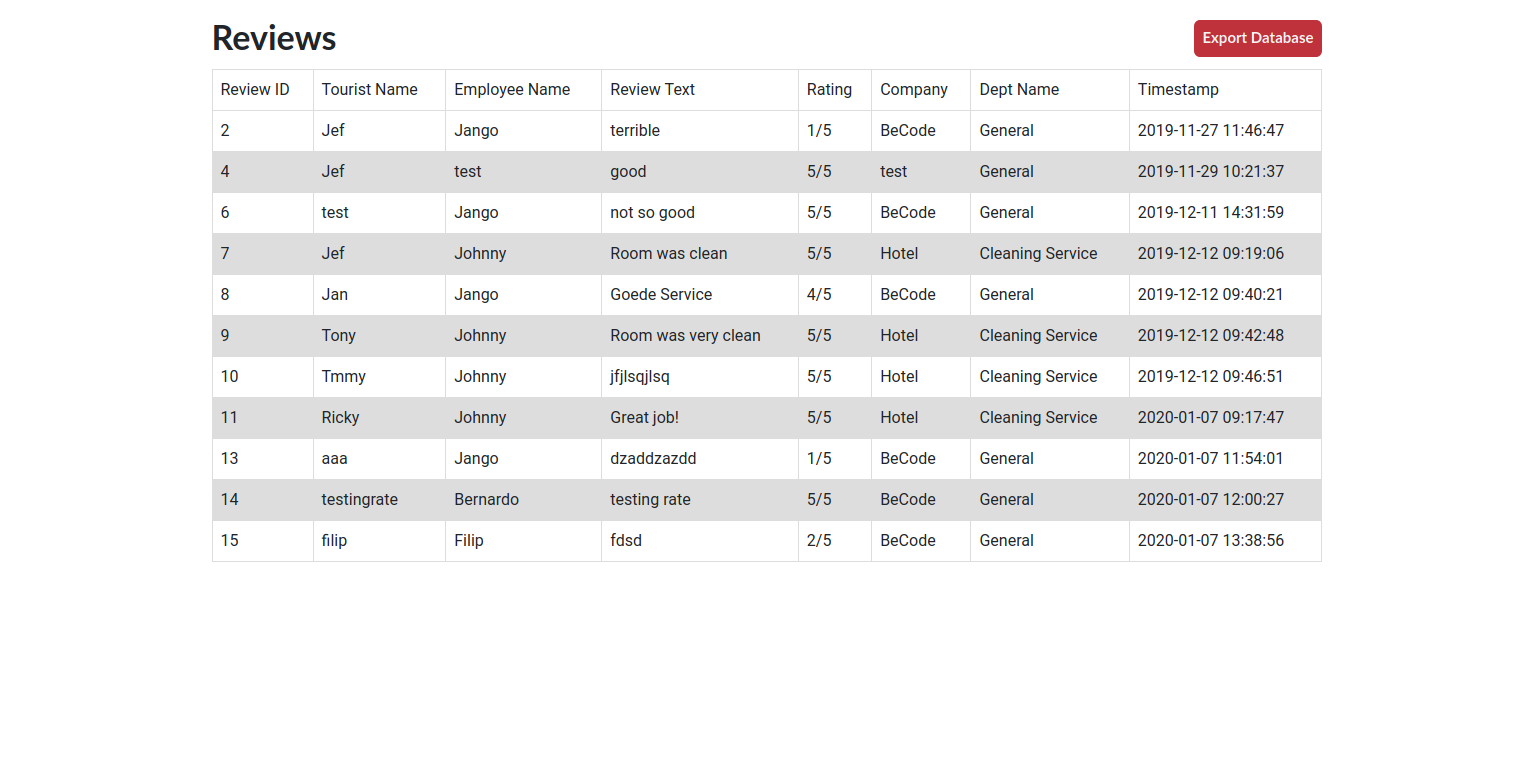 Reviews Export Database
Review ID Tourist Name Employee Name Review Text Rating Company Dept Name Timestamp
2 Jef Jango terrible 1/5 BeCode General 2019-11-27 11:46:47
4 Jef test good 5/5 test General 2019-11-29 10:21:37
6 test Jango not so good 5/5 BeCode General 2019-12-11 14:31:59
7 Jef Johnny Room was clean 5/5 Hotel Cleaning Service 2019-12-12 09:19:06
8 Jan Jango Goede Service 4/5 BeCode General 2019-12-12 09:40:21
9 Tony Johnny Room was very clean 5/5 Hotel Cleaning Service 2019-12-12 09:42:48
10 Tmmy Johnny jfjlsqjlsq 5/5 Hotel Cleaning Service 2019-12-12 09:46:51
11 Ricky Johnny Great job! 5/5 Hotel Cleaning Service 2020-01-07 09:17:47
13 aaa Jango dzaddzazdd 1/5 BeCode General 2020-01-07 11:54:01
14 testingrate Bernardo testing rate 5/5 BeCode General 2020-01-07 12:00:27
15 filip Filip fdsd 2/5 BeCode General 2020-01-07 13:38:56